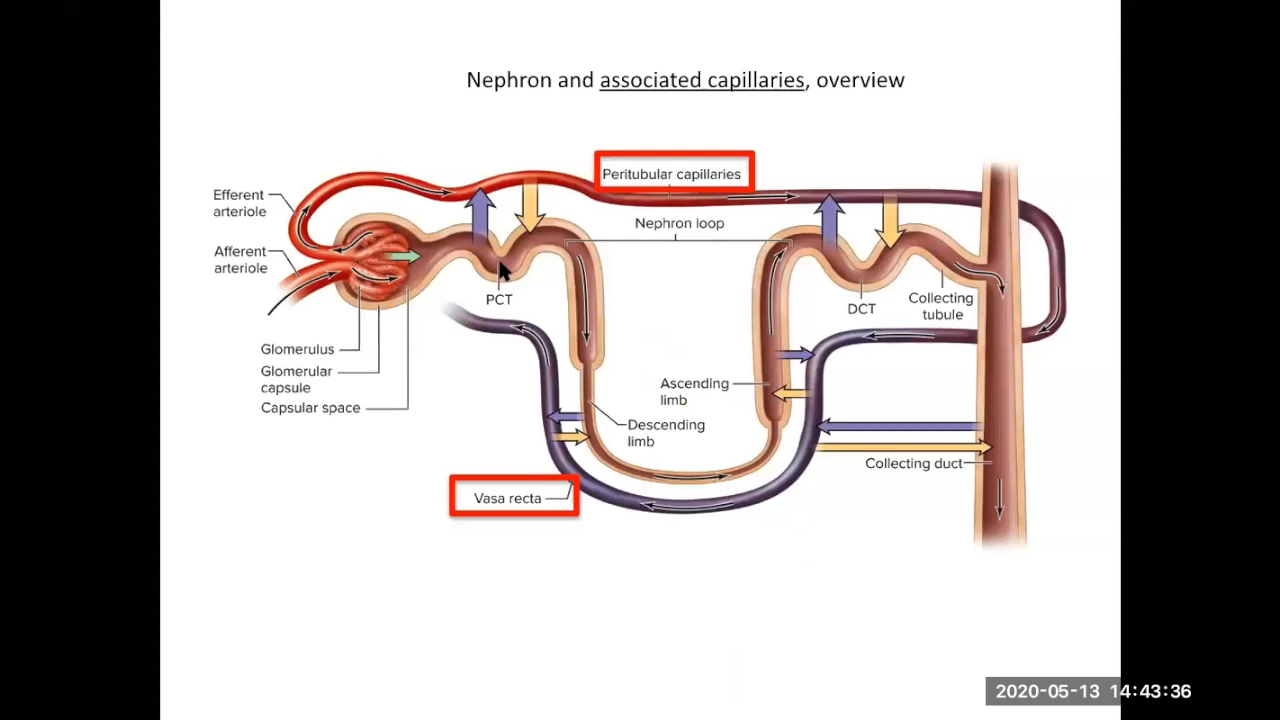 Nephron and associated capillaries, overview
Peritubular capillaries
Efferent
arteriole
Nephron loop
Afferent
arteriole
PCT
DCT
Collecting
tubule
Glomerulus
Glomerular
capsule
Capsular space
Ascending
limb
Descending
limb
Collecting duct
Vasa recta
2020-05-13 14:43:36